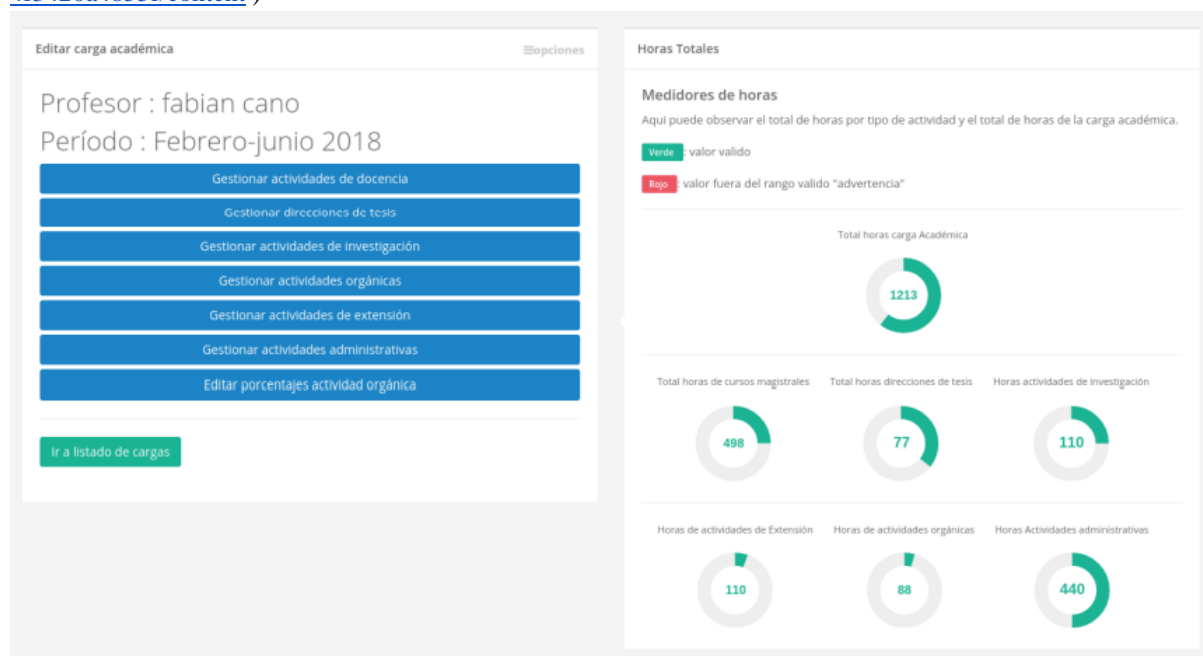 Editar carga académica
opciones
Profesor : fabian cano
Período : Febrero-junio 2018
Gestionar actividades de docencia
Gestionar direcciones de tesis
Gestionar actividades de investigación
Gestionar actividades orgánicas
Gestionar actividades de extensión
Gestionar actividades administrativas
Editar porcentajes actividad orgánica
Ir a listado de cargas
Horas Totales
Medidores de horas
Aqui puede observar el total de horas por tipo de actividad y el total de horas de la carga académica.
Verde : valor valido
Rojo : valor fuera del rango valido "advertencia"
Total horas carga Académica
1213
Total horas de cursos magistrales Total horas direcciones de tesis Horas actividades de investigación
498 77 110
Horas de actividades de Extensión Horas de actividades orgánicas Horas Actividades administrativas
110 88 440